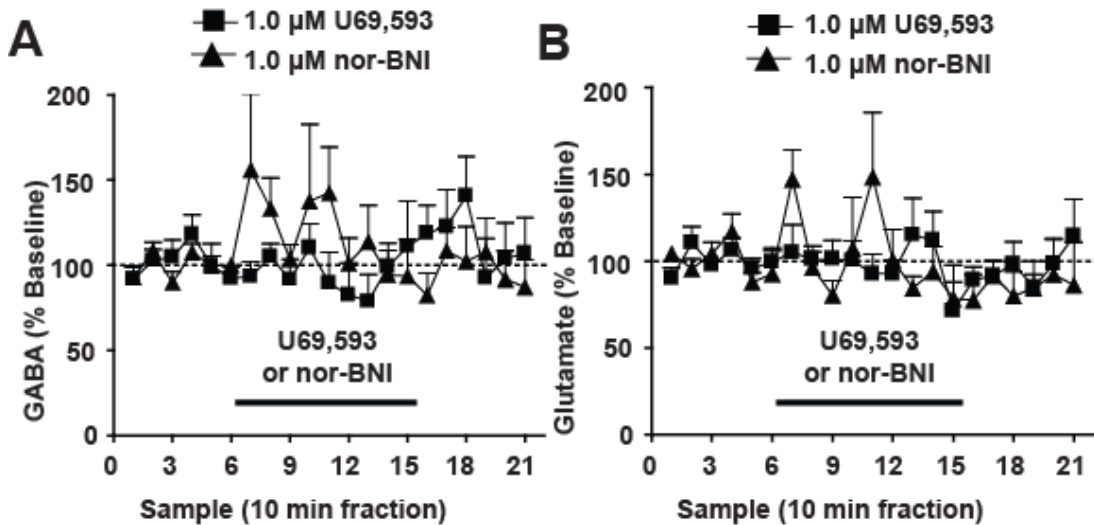 A
1.0 µM U69,593
1.0 µM nor-BNI
GABA (% Baseline)
200
150
100
50
0
U69,593
or nor-BNI
0 3 6 9 12 15 18 21
Sample (10 min fraction)
B
1.0 µM U69,593
1.0 µM nor-BNI
Glutamate (% Baseline)
200
150
100
50
0
U69,593
or nor-BNI
0 3 6 9 12 15 18 21
Sample (10 min fraction)